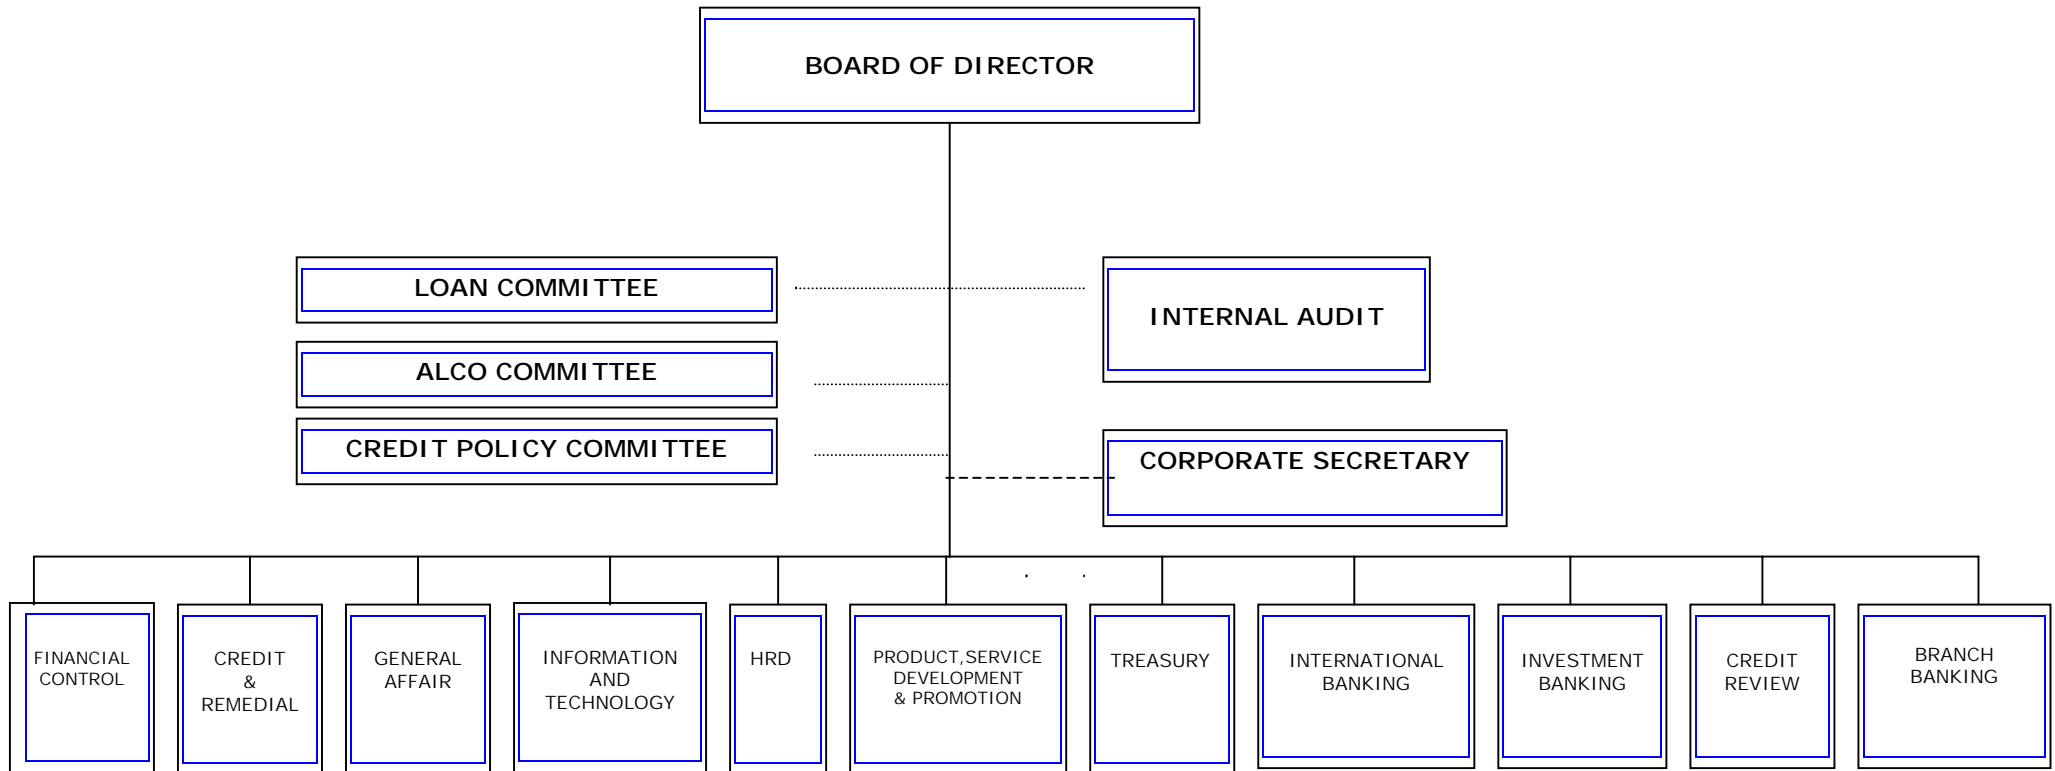 BOARD OF DIRECTOR
LOAN COMMITTEE
INTERNAL AUDIT
ALCO COMMITTEE
CREDIT POLICY COMMITTEE
CORPORATE SECRETARY
FINANCIAL
CONTROL
CREDIT
&
REMEDIAL
GENERAL
AFFAIR
INFORMATION
AND
TECHNOLOGY
HRD
PRODUCT,SERVICE
DEVELOPMENT
& PROMOTION
TREASURY
INTERNATIONAL
BANKING
INVESTMENT
BANKING
CREDIT
REVIEW
BRANCH
BANKING